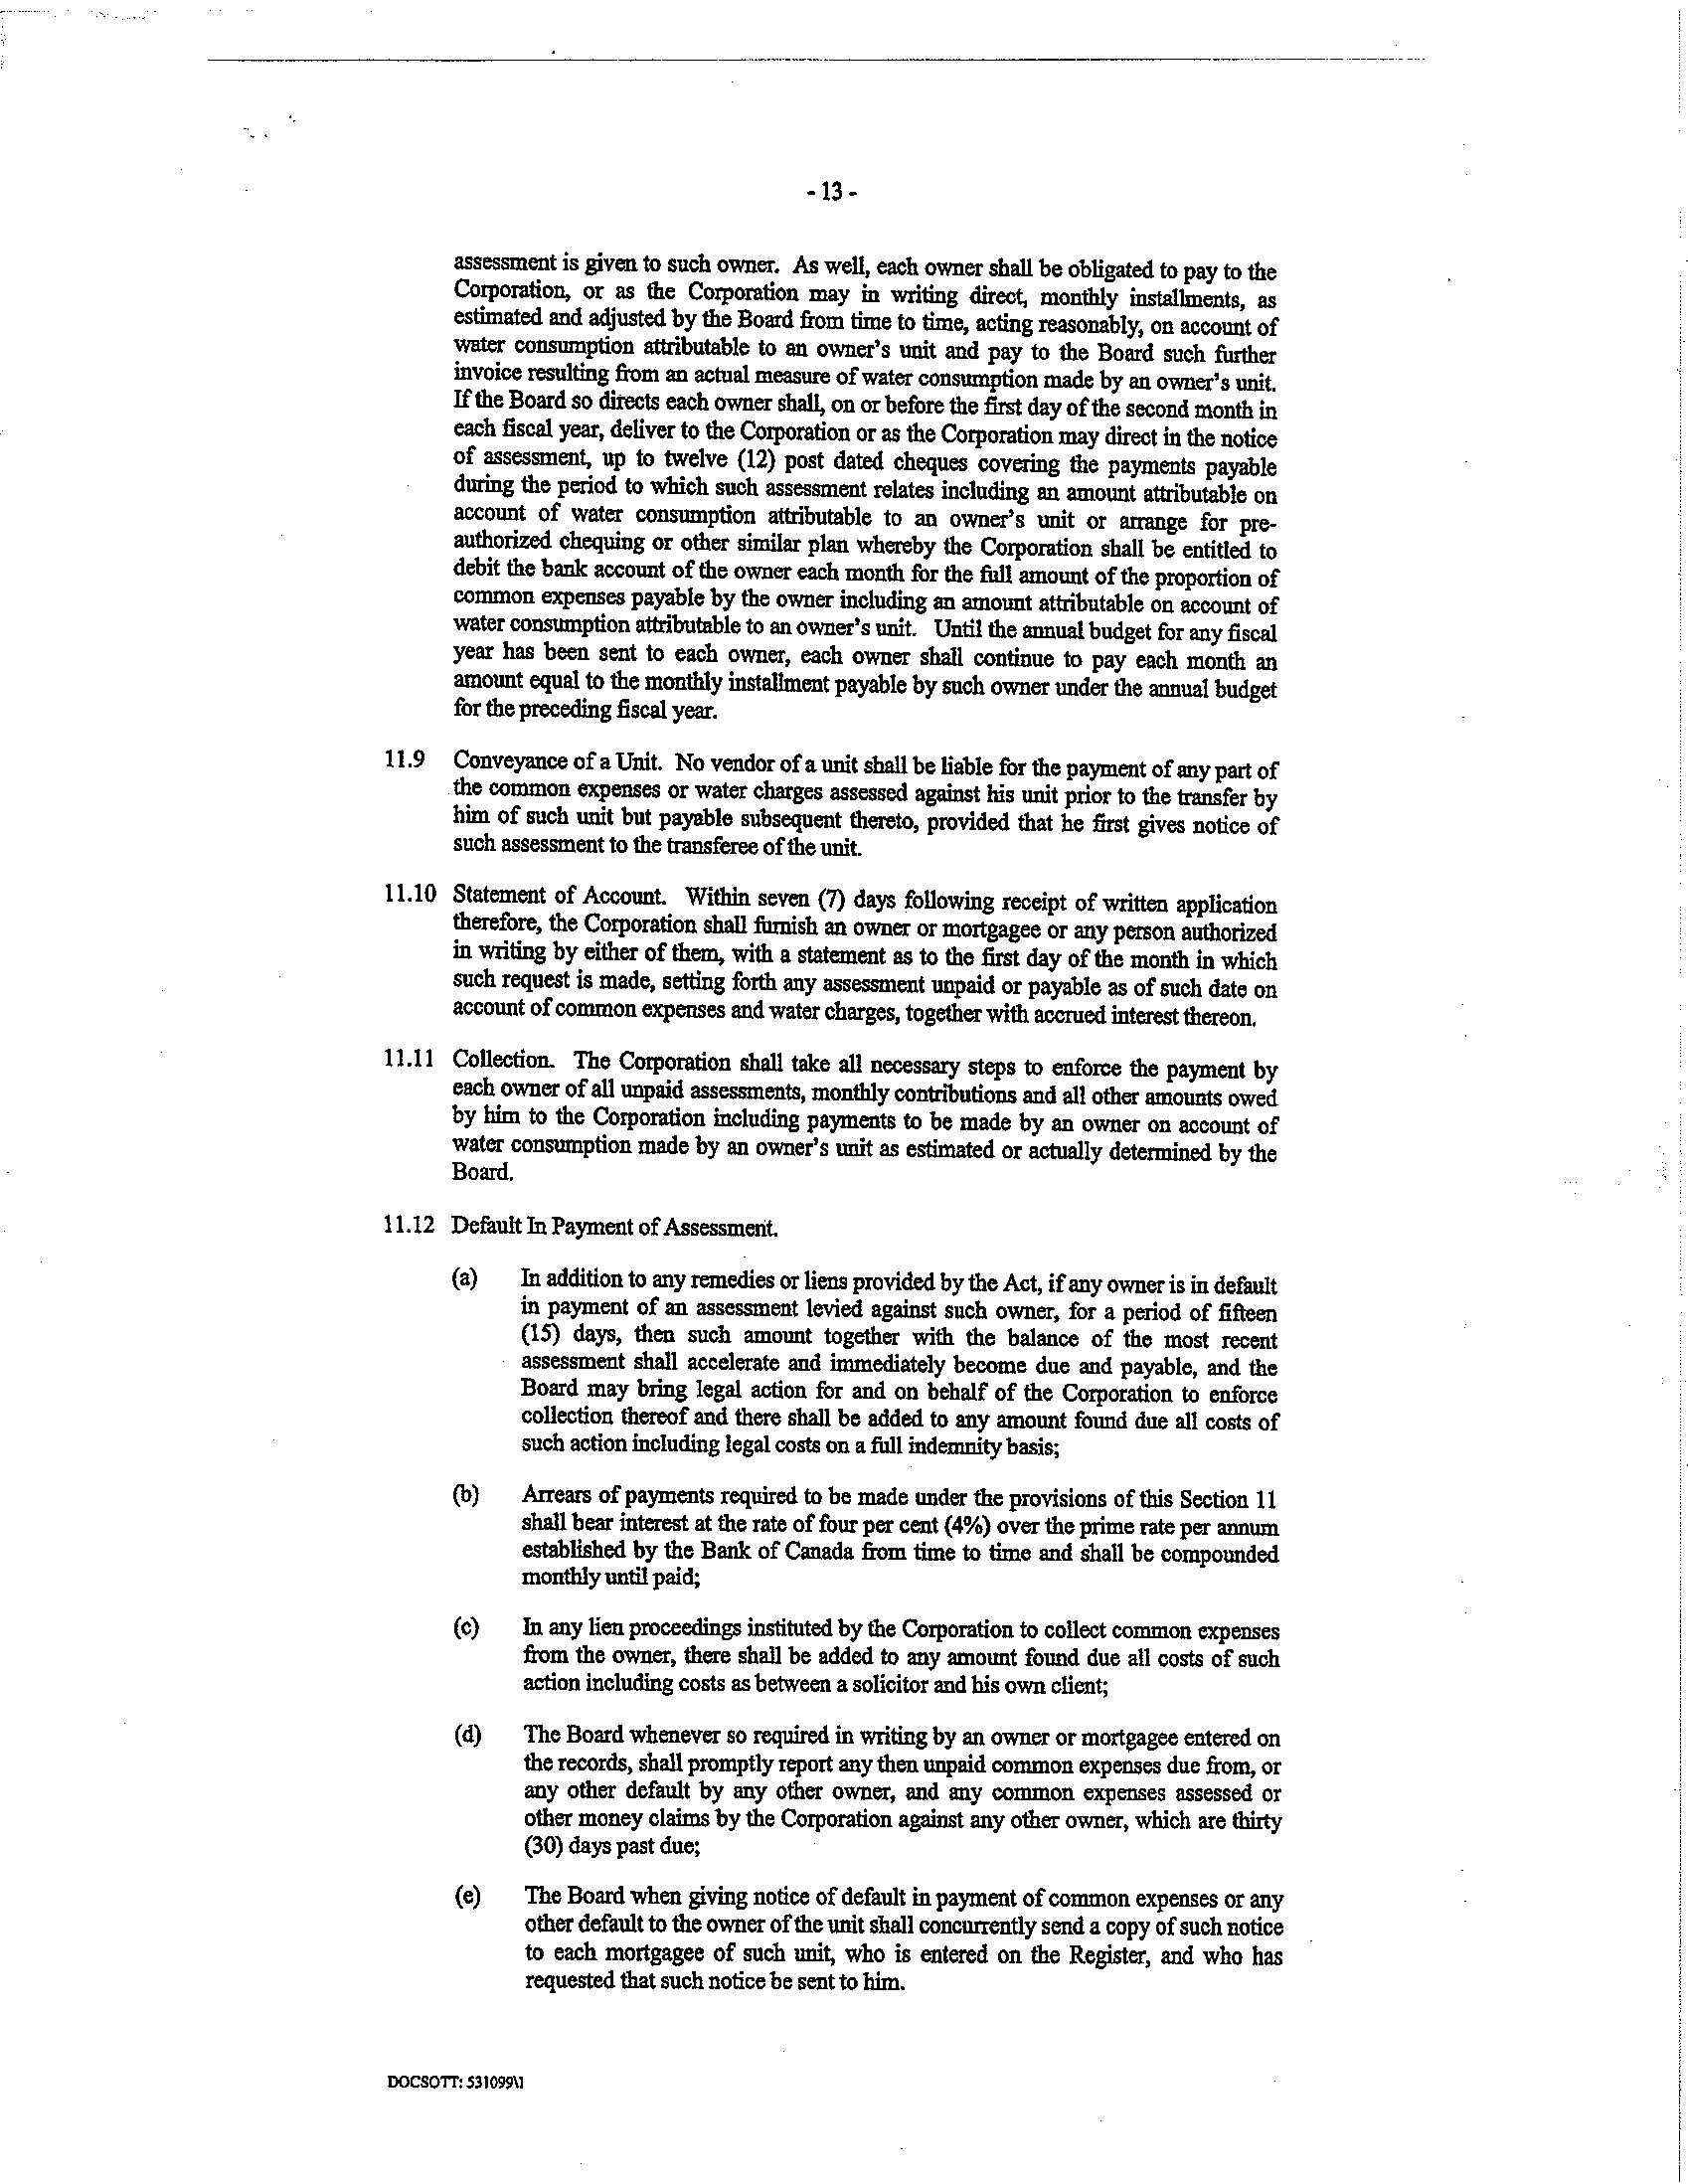 - 13 -
assessment is given to such owner. As well, each owner shall be obligated to pay to the
Corporation, or as the Corporation may in writing direct, monthly installments, as
estimated and adjusted by the Board from time to time, acting reasonably, on account of
water consumption attributable to an owner's unit and pay to the Board such further
invoice resulting from an actual measure of water consumption made by an owner's unit.
If the Board so directs each owner shall, on or before the first day of the second month in
each fiscal year, deliver to the Corporation or as the Corporation may direct in the notice
of assessment, up to twelve (12) post dated cheques covering the payments payable
during the period to which such assessment relates including an amount attributable on
account of water consumption attributable to an owner's unit or arrange for pre-
authorized chequing or other similar plan whereby the Corporation shall be entitled to
debit the bank account of the owner each month for the full amount of the proportion of
common expenses payable by the owner including an amount attributable on account of
water consumption attributable to an owner's unit. Until the annual budget for any fiscal
year has been sent to each owner, each owner shall continue to pay each month an
amount equal to the monthly installment payable by such owner under the annual budget
for the preceding fiscal year.
11.9 Conveyance of a Unit. No vendor of a unit shall be liable for the payment of any part of
the common expenses or water charges assessed against his unit prior to the transfer by
him of such unit but payable subsequent thereto, provided that he first gives notice of
such assessment to the transferee of the unit.
11.10 Statement of Account. Within seven (7) days following receipt of written application
therefore, the Corporation shall furnish an owner or mortgagee or any person authorized
in writing by either of them, with a statement as to the first day of the month in which
such request is made, setting forth any assessment unpaid or payable as of such date on
account of common expenses and water charges, together with accrued interest thereon.
11.11 Collection. The Corporation shall take all necessary steps to enforce the payment by
each owner of all unpaid assessments, monthly contributions and all other amounts owed
by him to the Corporation including payments to be made by an owner on account of
water consumption made by an owner's unit as estimated or actually determined by the
Board.
11.12 Default In Payment of Assessment.
(a) In addition to any remedies or liens provided by the Act, if any owner is in default
in payment of an assessment levied against such owner, for a period of fifteen
(15) days, then such amount together with the balance of the most recent
assessment shall accelerate and immediately become due and payable, and the
Board may bring legal action for and on behalf of the Corporation to enforce
collection thereof and there shall be added to any amount found due all costs of
such action including legal costs on a full indemnity basis;
(b) Arrears of payments required to be made under the provisions of this Section 11
shall bear interest at the rate of four per cent (4%) over the prime rate per annum
established by the Bank of Canada from time to time and shall be compounded
monthly until paid;
(c) In any lien proceedings instituted by the Corporation to collect common expenses
from the owner, there shall be added to any amount found due all costs of such
action including costs as between a solicitor and his own client;
(d) The Board whenever so required in writing by an owner or mortgagee entered on
the records, shall promptly report any then unpaid common expenses due from, or
any other default by any other owner, and any common expenses assessed or
other money claims by the Corporation against any other owner, which are thirty
(30) days past due;
(e) The Board when giving notice of default in payment of common expenses or any
other default to the owner of the unit shall concurrently send a copy of such notice
to each mortgagee of such unit, who is entered on the Register, and who has
requested that such notice be sent to him.
DOCSOTT: 531099\1